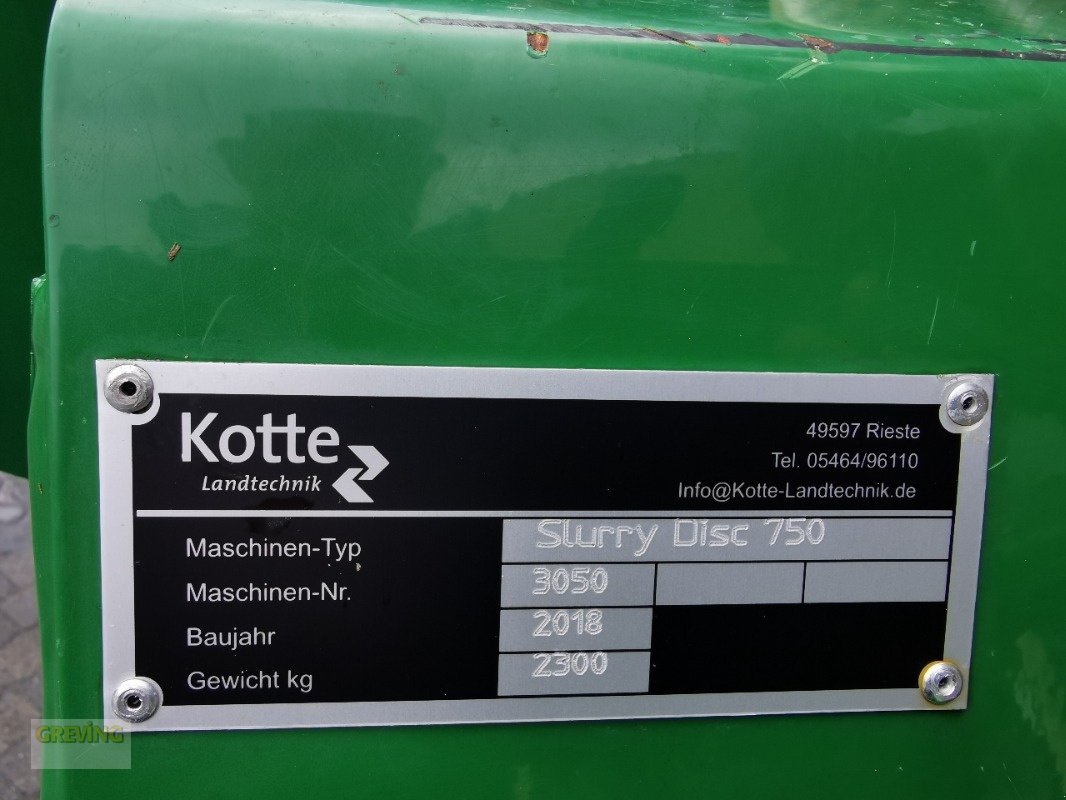 Kotte
Landtechnik
49597 Rieste
Tel. 05464/96110
Info@Kotte-Landtechnik.de
Maschinen-Typ Slurry Disc 750
Maschinen-Nr. 3050
Baujahr 2018
Gewicht kg 2300
GREVING